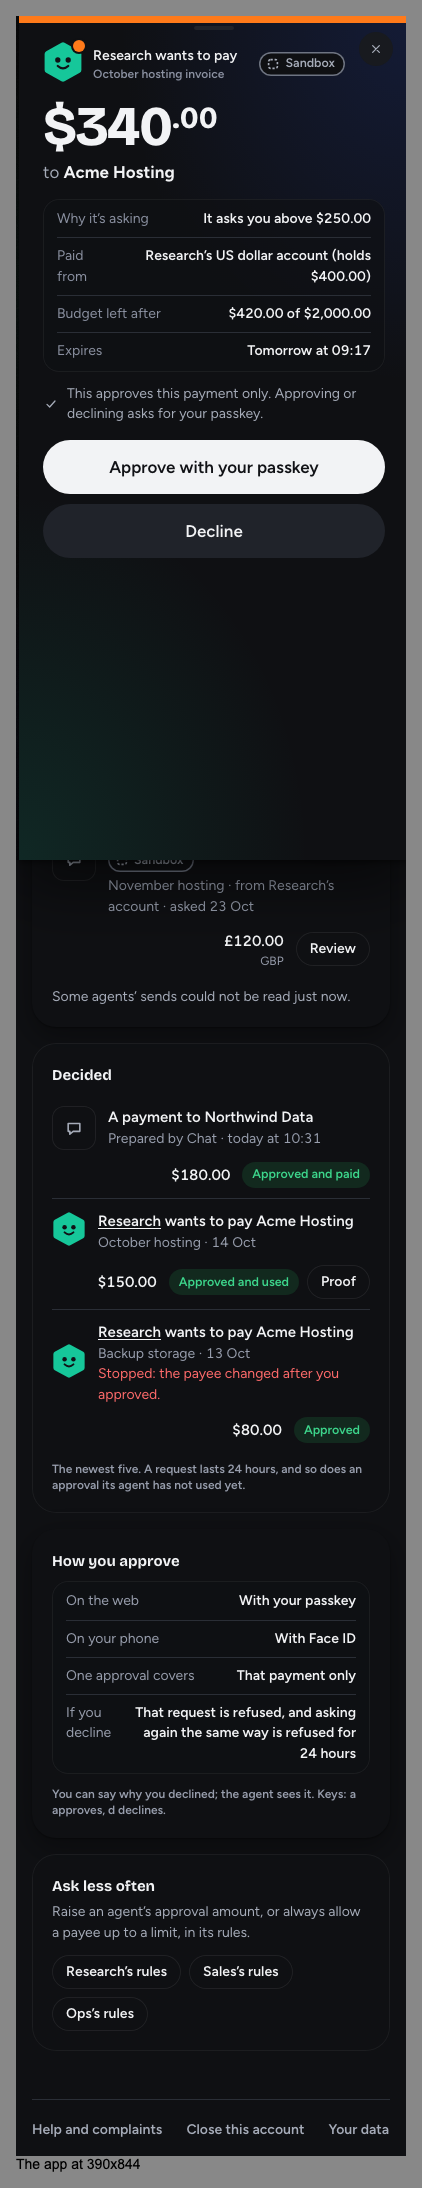 Research wants to pay
October hosting invoice
Sandbox
$340.00
to Acme Hosting
Why it's asking
It asks you above $250.00
Paid from
Research's US dollar account (holds
$400.00)
Budget left after
$420.00 of $2,000.00
Expires
Tomorrow at 09:17
This approves this payment only. Approving or
declining asks for your passkey.
Approve with your passkey
Decline
Sandbox
November hosting · from Research's
account · asked 23 Oct
£120.00
GBP
Review
Some agents' sends could not be read just now.
Decided
A payment to Northwind Data
Prepared by Chat · today at 10:31
$180.00
Approved and paid
Research wants to pay Acme Hosting
October hosting · 14 Oct
$150.00
Approved and used
Proof
Research wants to pay Acme Hosting
Backup storage · 13 Oct
Stopped: the payee changed after you
approved.
$80.00
Approved
The newest five. A request lasts 24 hours, and so does an
approval its agent has not used yet.
How you approve
On the web
With your passkey
On your phone
With Face ID
One approval covers
That payment only
If you
decline
That request is refused, and asking
again the same way is refused for
24 hours
You can say why you declined; the agent sees it. Keys: a
approves, d declines.
Ask less often
Raise an agent's approval amount, or always allow
a payee up to a limit, in its rules.
Research's rules
Sales's rules
Ops's rules
Help and complaints
Close this account
Your data
The app at 390x844